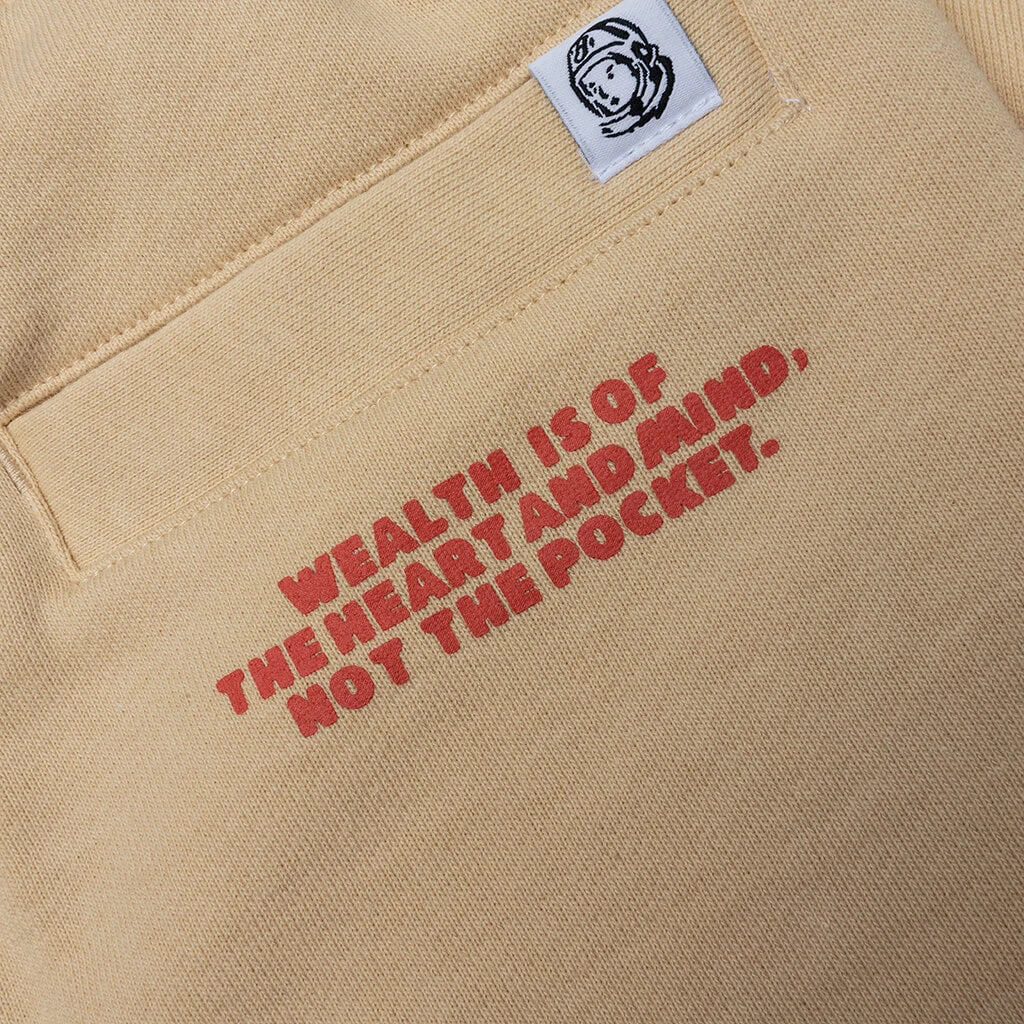 WEALTH IS OF
THE HEART AND MIND,
NOT THE POCKET.